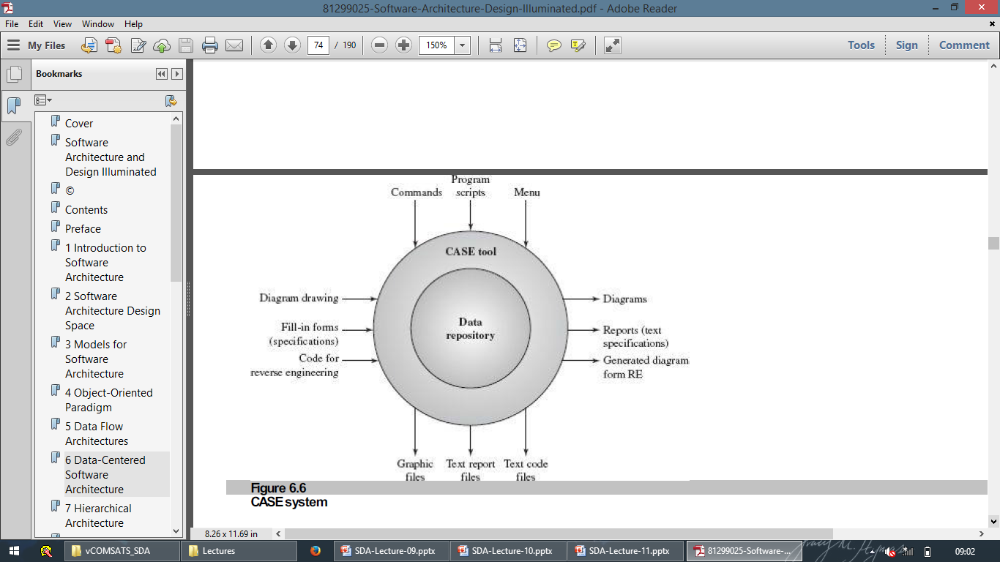 81299025-Software-Architecture-Design-Illuminated.pdf - Adobe Reader
File Edit View Window Help
My Files
74 / 190
150%
Tools
Sign
Comment
Bookmarks
Cover
Software
Architecture and
Design Illuminated
©
Contents
Preface
1 Introduction to
Software
Architecture
2 Software
Architecture Design
Space
3 Models for
Software
Architecture
4 Object-Oriented
Paradigm
5 Data Flow
Architectures
6 Data-Centered
Software
Architecture
7 Hierarchical
Architecture
Program
Commands scripts Menu
CASE tool
Data
repository
Diagram drawing
Fill-in forms
(specifications)
Code for
reverse engineering
Diagrams
Reports (text
specifications)
Generated diagram
form RE
Graphic Text report Text code
files files files
Figure 6.6
CASE system
8.26 x 11.69 in
vCOMSATS_SDA
Lectures
SDA-Lecture-09.pptx
SDA-Lecture-10.pptx
SDA-Lecture-11.pptx
81299025-Software-...
09:02